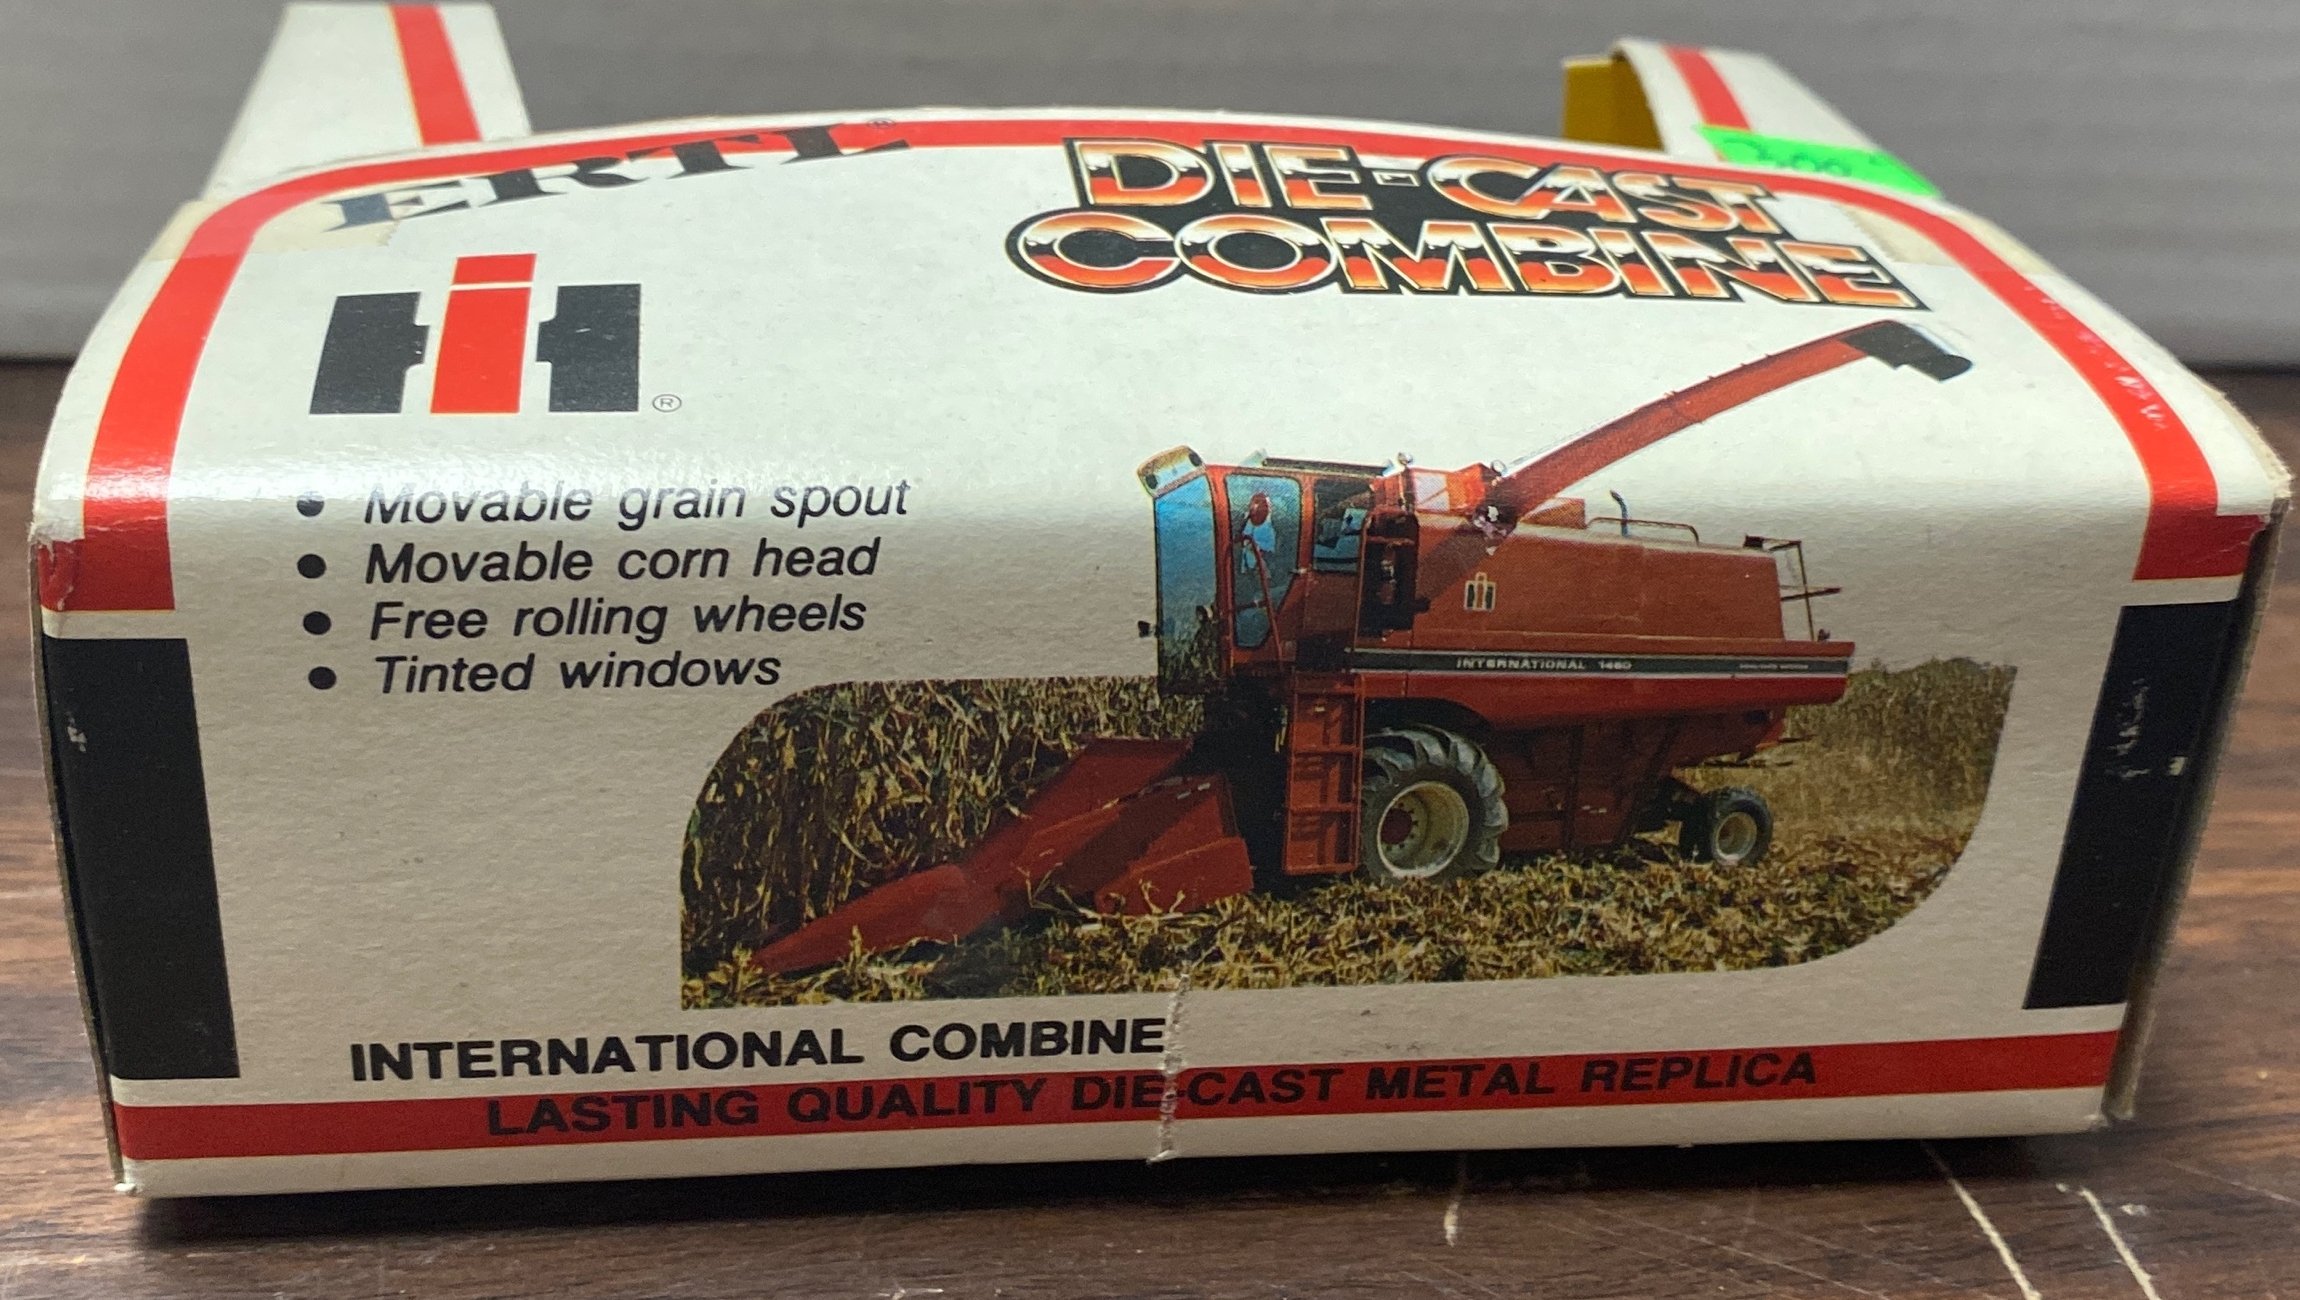 ERTL®
DIE-CAST
COMBINE
®
• Movable grain spout
• Movable corn head
• Free rolling wheels
• Tinted windows
INTERNATIONAL 1460
INTERNATIONAL COMBINE
LASTING QUALITY DIE-CAST METAL REPLICA